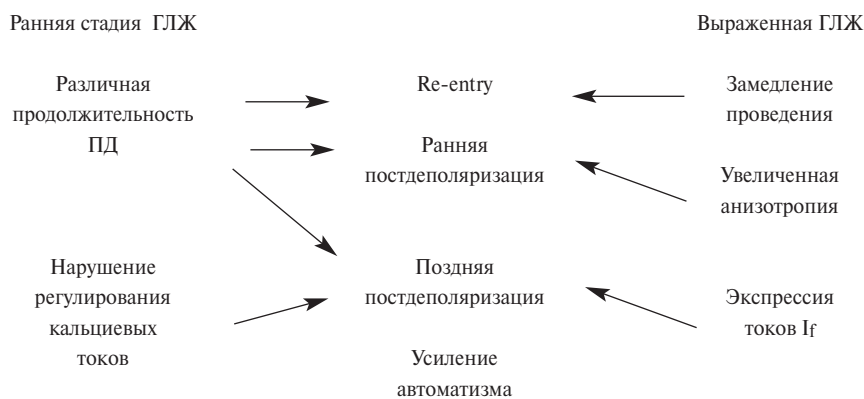 Ранняя стадия ГЛЖ
Различная
продолжительность
ПД
Нарушение
регулирования
кальциевых
токов
Re-entry
Ранняя
постдеполяризация
Поздняя
постдеполяризация
Усиление
автоматизма
Выраженная ГЛЖ
Замедление
проведения
Увеличенная
анизотропия
Экспрессия
токов If